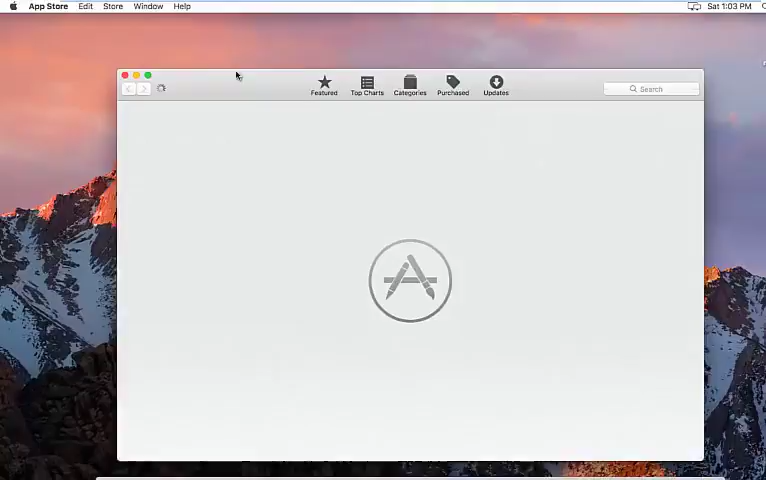 App Store Edit Store Window Help Sat 1:03 PM
Featured Top Charts Categories Purchased Updates Search